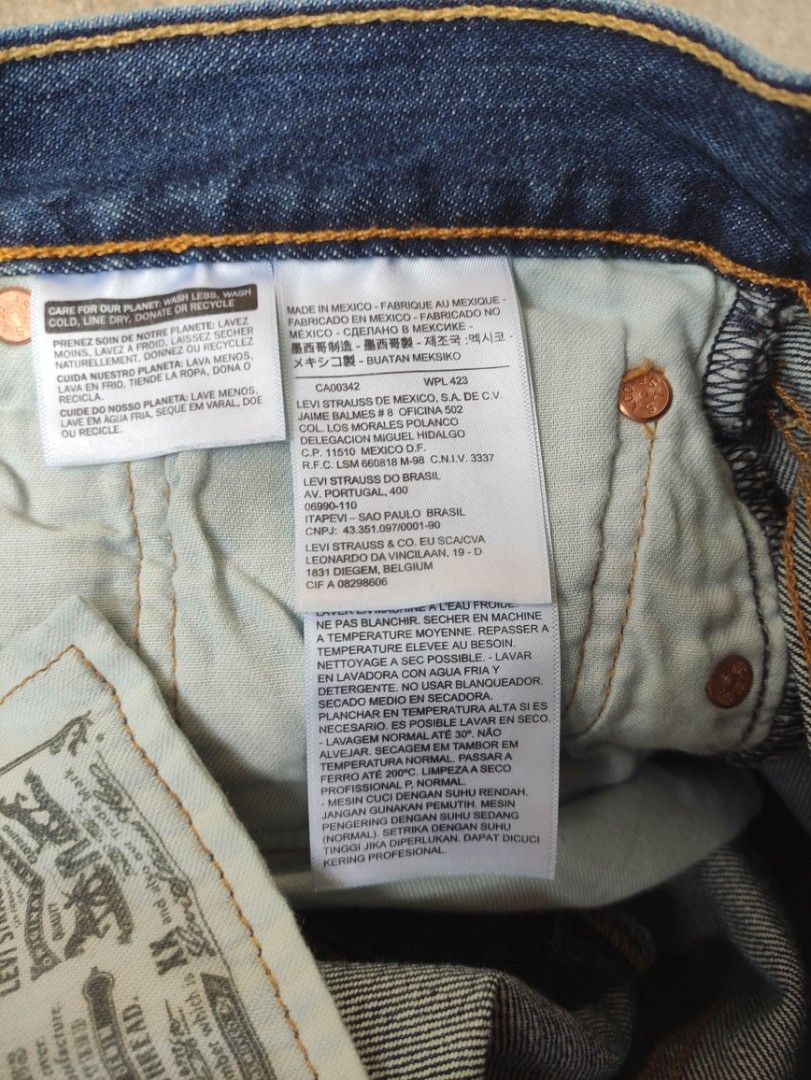 CARE FOR OUR PLANET: WASH LESS, WASH
COLD, LINE DRY, DONATE OR RECYCLE
PRENEZ SOIN DE NOTRE PLANETE: LAVEZ
MOINS, LAVEZ A FROID, LAISSEZ SECHER
NATURELLEMENT, DONNEZ OU RECYCLEZ
CUIDA NUESTRO PLANETA: LAVA MENOS,
LAVA EN FRIO, TIENDE LA ROPA, DONA O
RECICLA.
CUIDE DO NOSSO PLANETA: LAVE MENOS,
LAVE EM ÁGUA FRIA, SEQUE EM VARAL, DOE
OU RECICLE.
MADE IN MEXICO - FABRIQUE AU MEXIQUE -
FABRICADO EN MEXICO - FABRICADO NO
MÉXICO - СДЕЛАНО В МЕКСИКЕ -
墨西哥制造 - 墨西哥製 - 제조국 :멕시코 -
メキシコ製 - BUATAN MEKSIKO
CA00342 WPL 423
LEVI STRAUSS DE MEXICO, S.A. DE C.V.
JAIME BALMES # 8 OFICINA 502
COL. LOS MORALES POLANCO
DELEGACION MIGUEL HIDALGO
C.P. 11510 MEXICO D.F.
R.F.C. LSM 660818 M-98 C.N.I.V. 3337
LEVI STRAUSS DO BRASIL
AV. PORTUGAL, 400
06990-110
ITAPEVI – SAO PAULO BRASIL
CNPJ: 43.351.097/0001-90
LEVI STRAUSS & CO. EU SCA/CVA
LEONARDO DA VINCILAAN, 19 - D
1831 DIEGEM, BELGIUM
CIF A 08298606
LAVER EN MACHINE A L'EAU FROIDE.
NE PAS BLANCHIR. SECHER EN MACHINE
A TEMPERATURE MOYENNE. REPASSER A
TEMPERATURE ELEVEE AU BESOIN.
NETTOYAGE A SEC POSSIBLE. - LAVAR
EN LAVADORA CON AGUA FRIA Y
DETERGENTE. NO USAR BLANQUEADOR.
SECADO MEDIO EN SECADORA.
PLANCHAR EN TEMPERATURA ALTA SI ES
NECESARIO. ES POSIBLE LAVAR EN SECO.
- LAVAGEM NORMAL ATÉ 30º. NÃO
ALVEJAR. SECAGEM EM TAMBOR EM
TEMPERATURA NORMAL. PASSAR A
FERRO ATÉ 200ºC. LIMPEZA A SECO
PROFISSIONAL P, NORMAL.
- MESIN CUCI DENGAN SUHU RENDAH.
JANGAN GUNAKAN PEMUTIH. MESIN
PENGERING DENGAN SUHU SEDANG
(NORMAL). SETRIKA DENGAN SUHU
TINGGI JIKA DIPERLUKAN. DAPAT DICUCI
KERING PROFESIONAL.
LEVI
and also our Trade Mark
XX
THREAD.